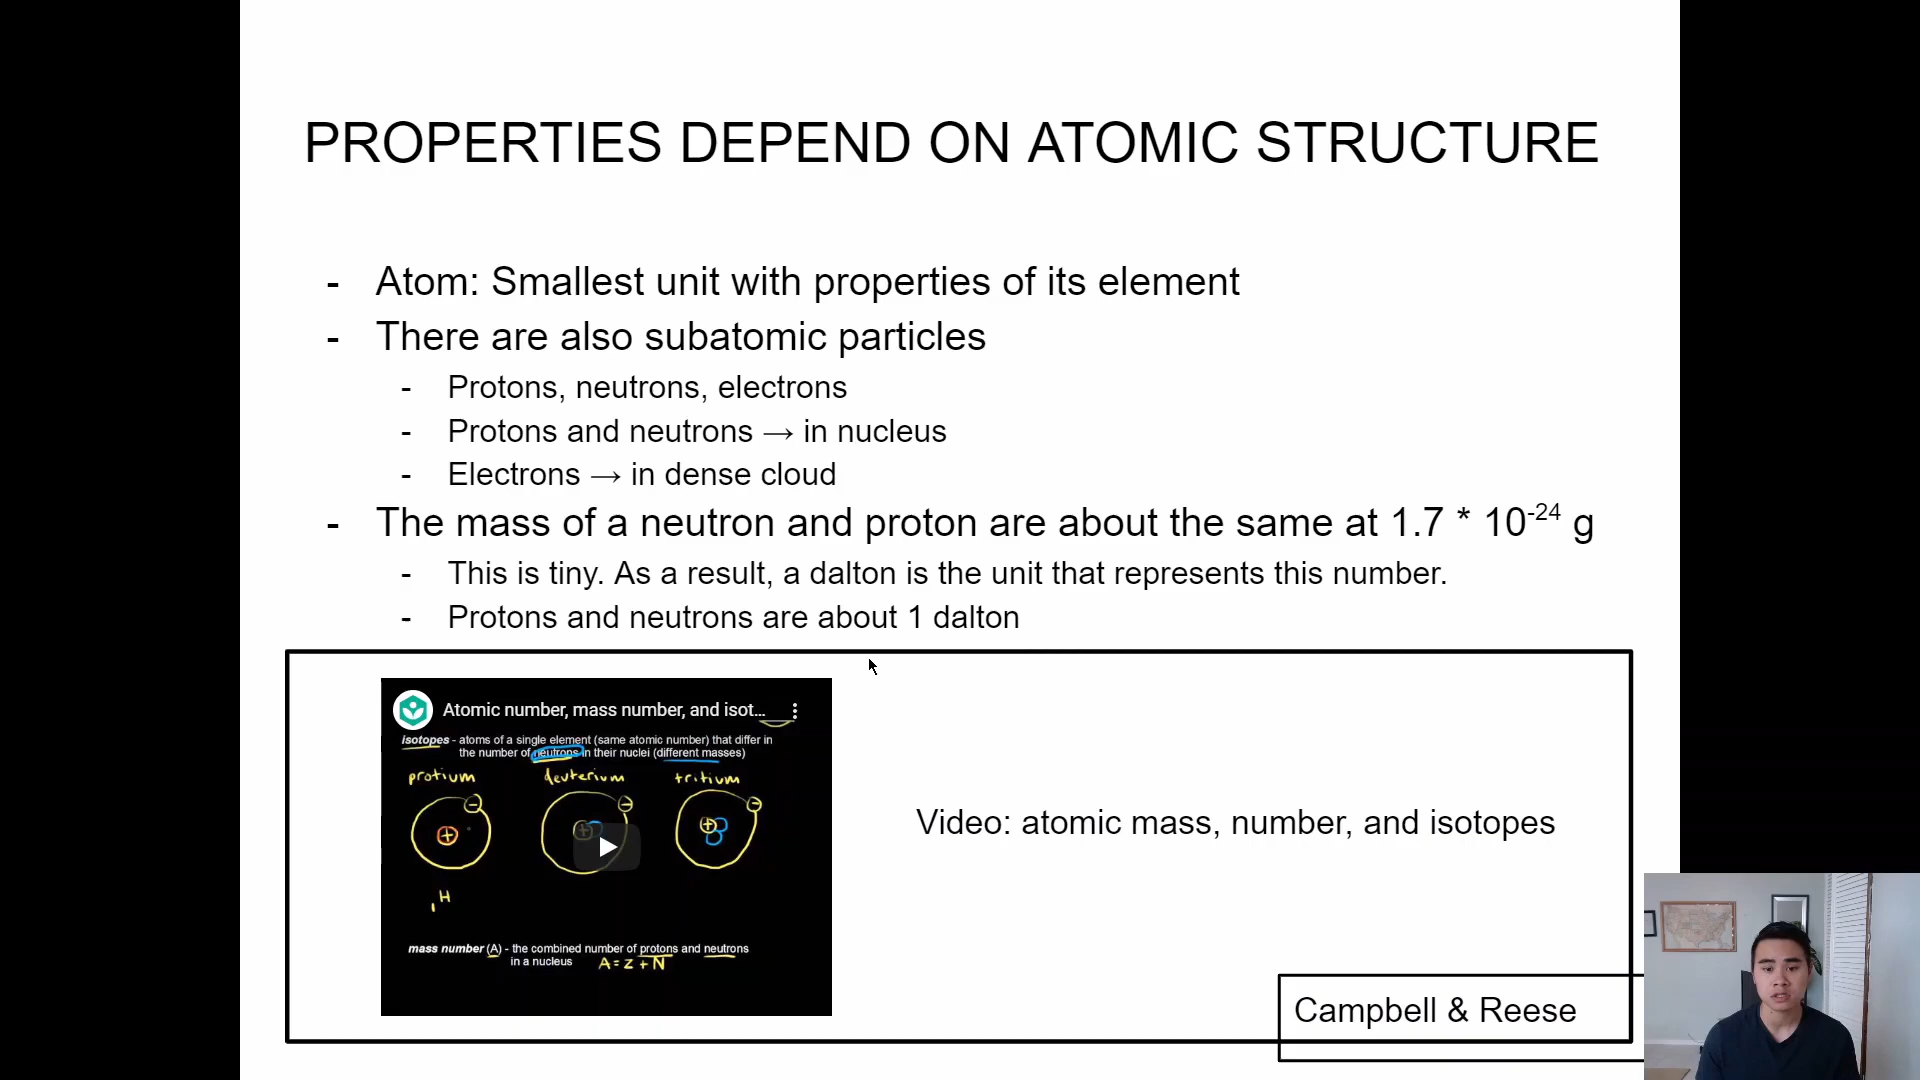 PROPERTIES DEPEND ON ATOMIC STRUCTURE
- Atom: Smallest unit with properties of its element
- There are also subatomic particles
- Protons, neutrons, electrons
- Protons and neutrons → in nucleus
- Electrons → in dense cloud
- The mass of a neutron and proton are about the same at 1.7 * 10⁻²⁴ g
- This is tiny. As a result, a dalton is the unit that represents this number.
- Protons and neutrons are about 1 dalton
Atomic number, mass number, and isot...
isotopes - atoms of a single element (same atomic number) that differ in
the number of neutrons in their nuclei (different masses)
protium deuterium tritium
+ - + - + -
₁H
mass number (A) - the combined number of protons and neutrons
in a nucleus A = Z + N
Video: atomic mass, number, and isotopes
Campbell & Reese